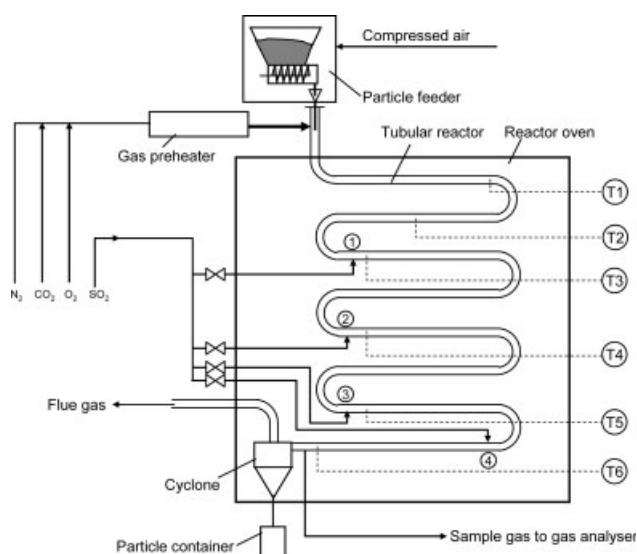 Compressed air
Particle feeder
Gas preheater
Tubular reactor
Reactor oven
T1
T2
1
T3
N₂ CO₂ O₂ SO₂
2
T4
3
Flue gas
T5
4
Cyclone
T6
Particle container
Sample gas to gas analyser